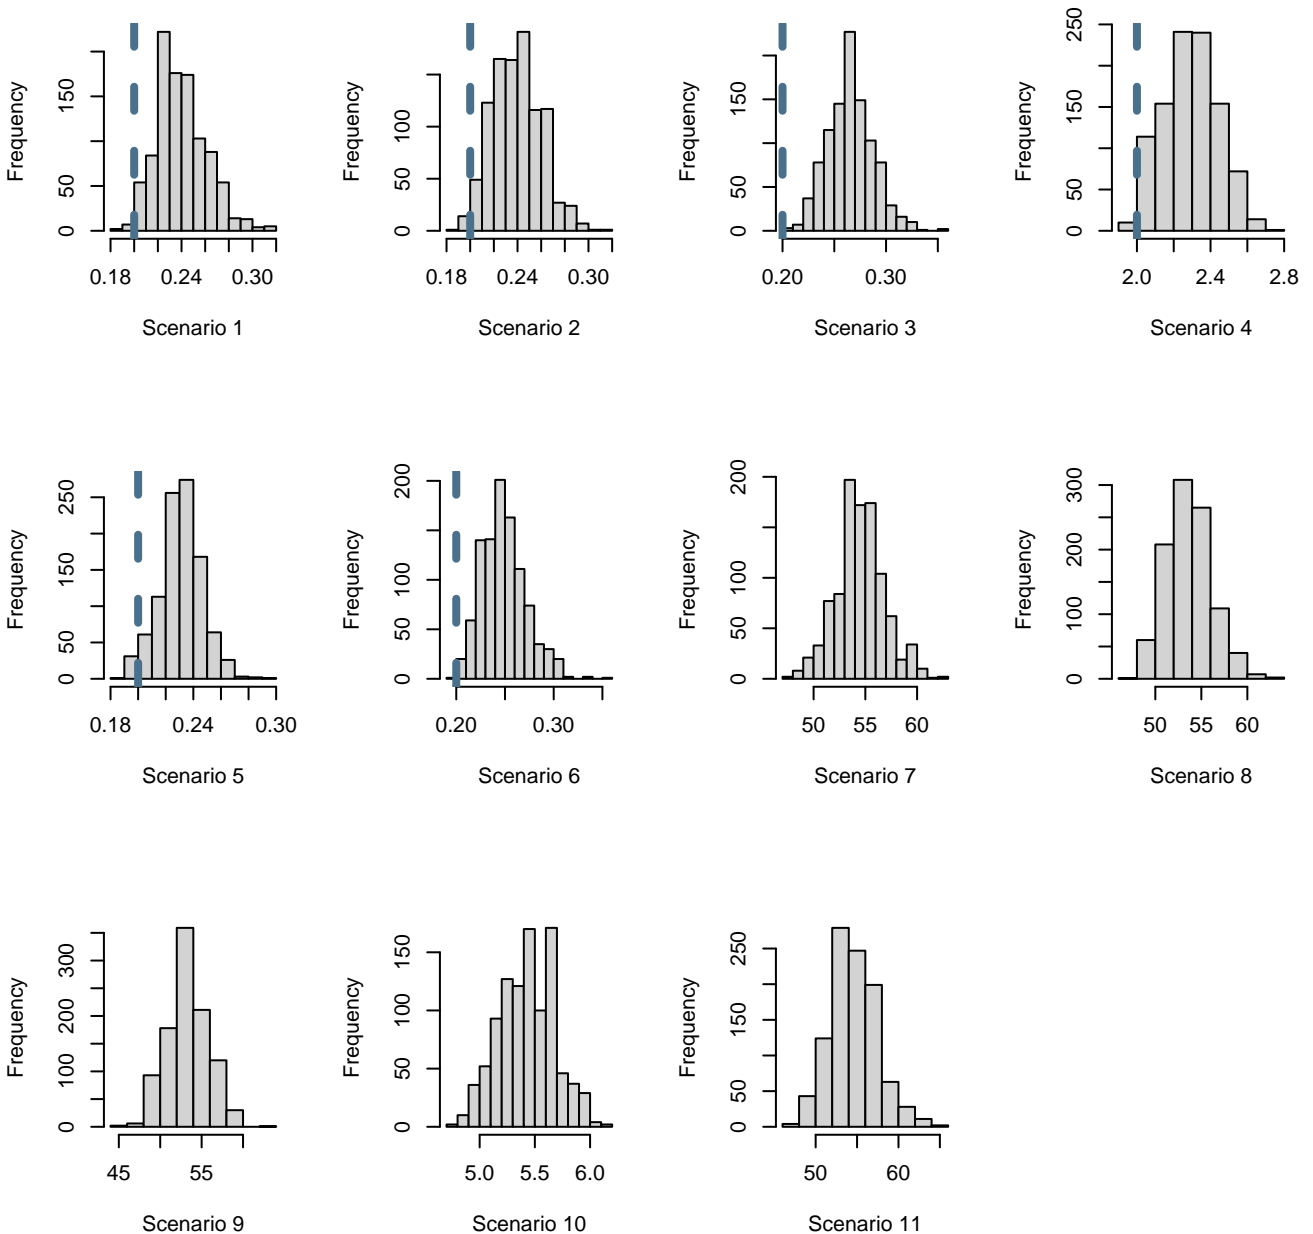 Frequency
0 50 150
0.18 0.24 0.30
Scenario 1
Frequency
0 50 100
0.18 0.24 0.30
Scenario 2
Frequency
0 50 150
0.20 0.30
Scenario 3
Frequency
0 50 150 250
2.0 2.4 2.8
Scenario 4
Frequency
0 50 150 250
0.18 0.24 0.30
Scenario 5
Frequency
0 50 100 200
0.20 0.30
Scenario 6
Frequency
0 50 100 200
50 55 60
Scenario 7
Frequency
0 100 200 300
50 55 60
Scenario 8
Frequency
0 100 200 300
45 55
Scenario 9
Frequency
0 50 100 150
5.0 5.5 6.0
Scenario 10
Frequency
0 50 150 250
50 60
Scenario 11